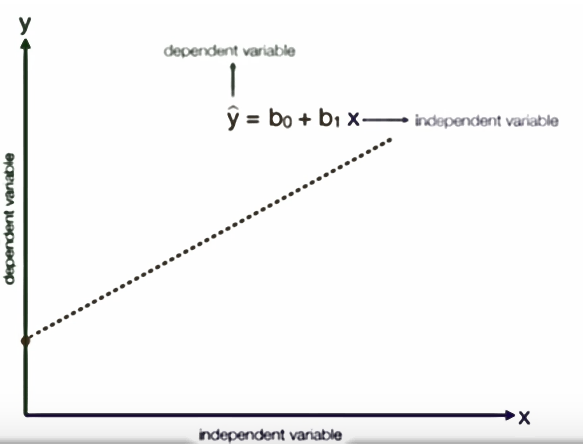 y
dependent variable
ŷ = b₀ + b₁ x
independent variable
dependent variable
x
independent variable